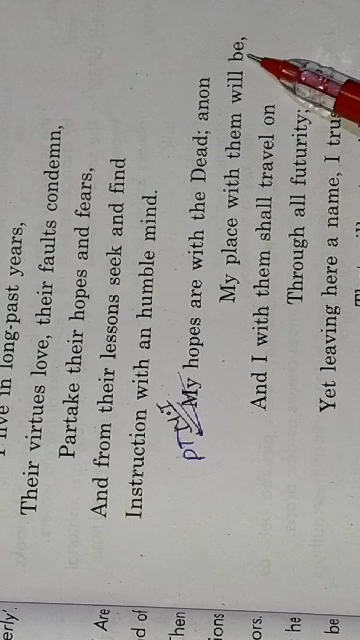 live in long-past years,
Their virtues love, their faults condemn,
Partake their hopes and fears,
And from their lessons seek and find
Instruction with an humble mind.
My hopes are with the Dead; anon
My place with them will be,
And I with them shall travel on
Through all futurity;
Yet leaving here a name, I
erly'
Are
d of
Then
ions
ors.
he
be